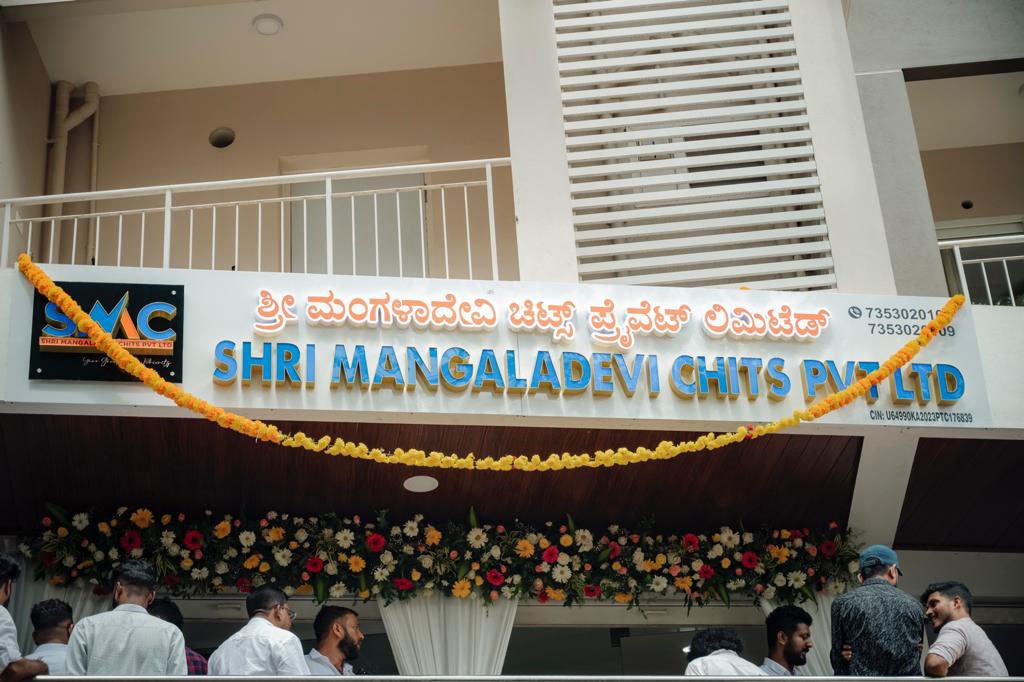 SMC
SHRI MANGALADEVI CHITS PVT LTD
ಶ್ರೀ ಮಂಗಳಾದೇವಿ ಚಿಟ್ಸ್ ಪ್ರೈವೆಟ್ ಲಿಮಿಟೆಡ್
SHRI MANGALADEVI CHITS PVT LTD
CIN: U64990KA2023PTC176839